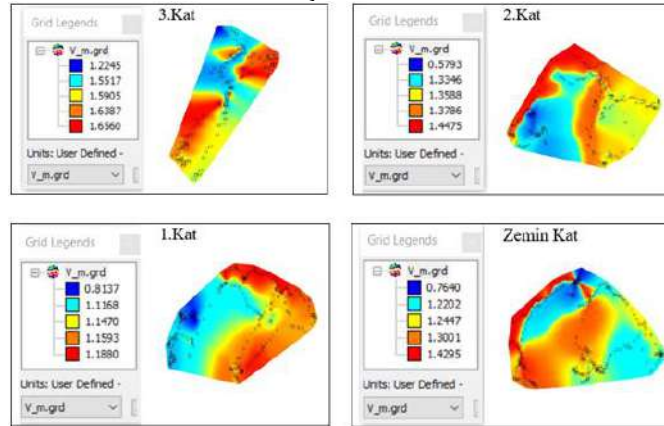 3.Kat
Grid Legends
V_m.grd
1.2245
1.5517
1.5905
1.6387
1.6560
Units: User Defined -
V_m.grd
2.Kat
Grid Legends
V_m.grd
0.5793
1.3346
1.3588
1.3786
1.4475
Units: User Defined -
V_m.grd
1.Kat
Grid Legends
V_m.grd
0.8137
1.1168
1.1470
1.1593
1.1880
Units: User Defined -
V_m.grd
Zemin Kat
Grid Legends
V_m.grd
0.7640
1.2202
1.2447
1.3001
1.4295
Units: User Defined -
V_m.grd